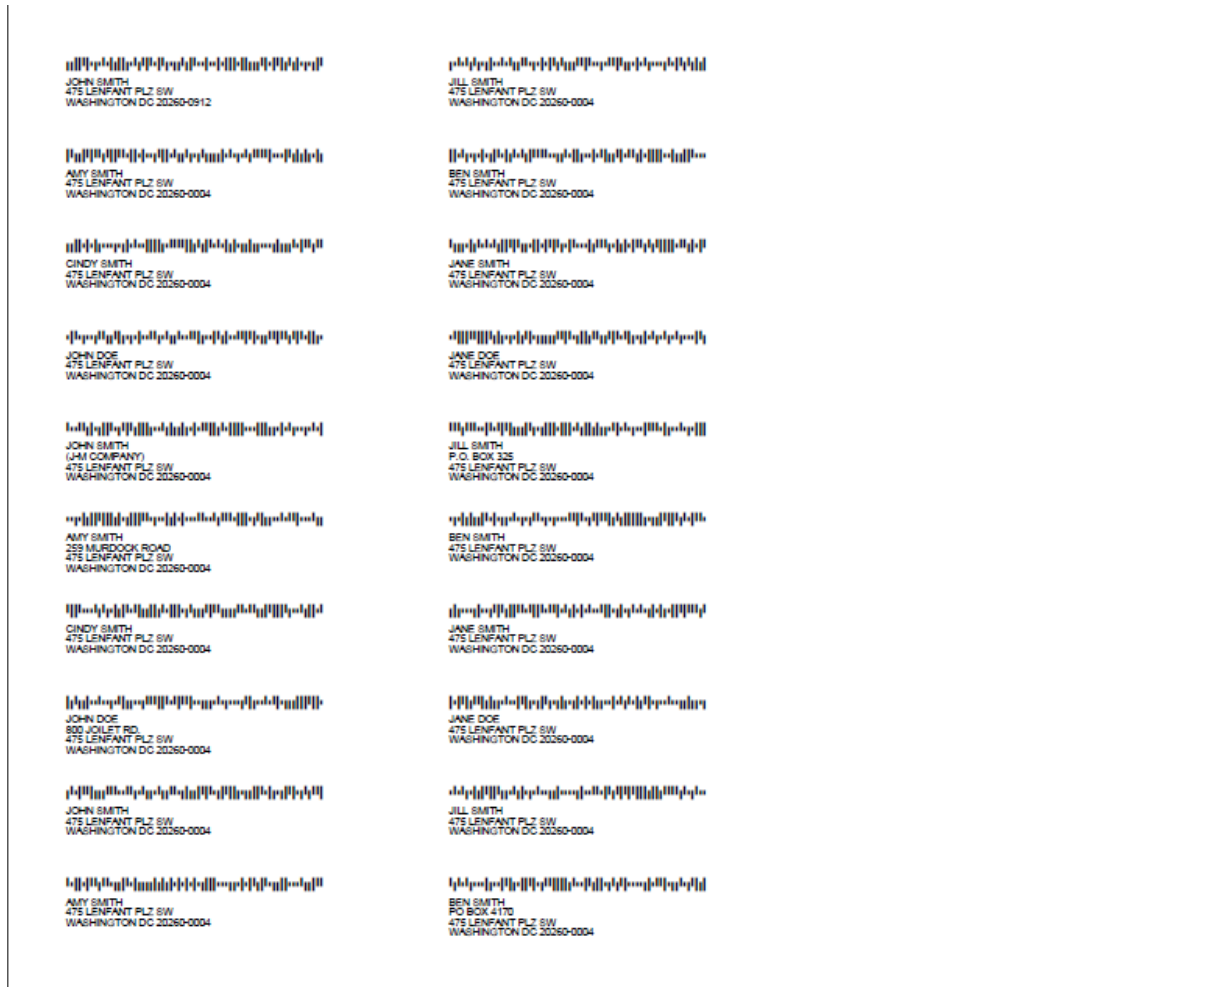 JOHN SMITH
475 LENFANT PLZ SW
WASHINGTON DC 20260-0912
JILL SMITH
475 LENFANT PLZ SW
WASHINGTON DC 20260-0004
AMY SMITH
475 LENFANT PLZ SW
WASHINGTON DC 20260-0004
BEN SMITH
475 LENFANT PLZ SW
WASHINGTON DC 20260-0004
CINDY SMITH
475 LENFANT PLZ SW
WASHINGTON DC 20260-0004
JANE SMITH
475 LENFANT PLZ SW
WASHINGTON DC 20260-0004
JOHN DOE
475 LENFANT PLZ SW
WASHINGTON DC 20260-0004
JANE DOE
475 LENFANT PLZ SW
WASHINGTON DC 20260-0004
JOHN SMITH
(J-M COMPANY)
475 LENFANT PLZ SW
WASHINGTON DC 20260-0004
JILL SMITH
P.O. BOX 325
475 LENFANT PLZ SW
WASHINGTON DC 20260-0004
AMY SMITH
259 MURDOCK ROAD
475 LENFANT PLZ SW
WASHINGTON DC 20260-0004
BEN SMITH
475 LENFANT PLZ SW
WASHINGTON DC 20260-0004
CINDY SMITH
475 LENFANT PLZ SW
WASHINGTON DC 20260-0004
JANE SMITH
475 LENFANT PLZ SW
WASHINGTON DC 20260-0004
JOHN DOE
800 JOILET RD.
475 LENFANT PLZ SW
WASHINGTON DC 20260-0004
JANE DOE
475 LENFANT PLZ SW
WASHINGTON DC 20260-0004
JOHN SMITH
475 LENFANT PLZ SW
WASHINGTON DC 20260-0004
JILL SMITH
475 LENFANT PLZ SW
WASHINGTON DC 20260-0004
AMY SMITH
475 LENFANT PLZ SW
WASHINGTON DC 20260-0004
BEN SMITH
PO BOX 4170
475 LENFANT PLZ SW
WASHINGTON DC 20260-0004